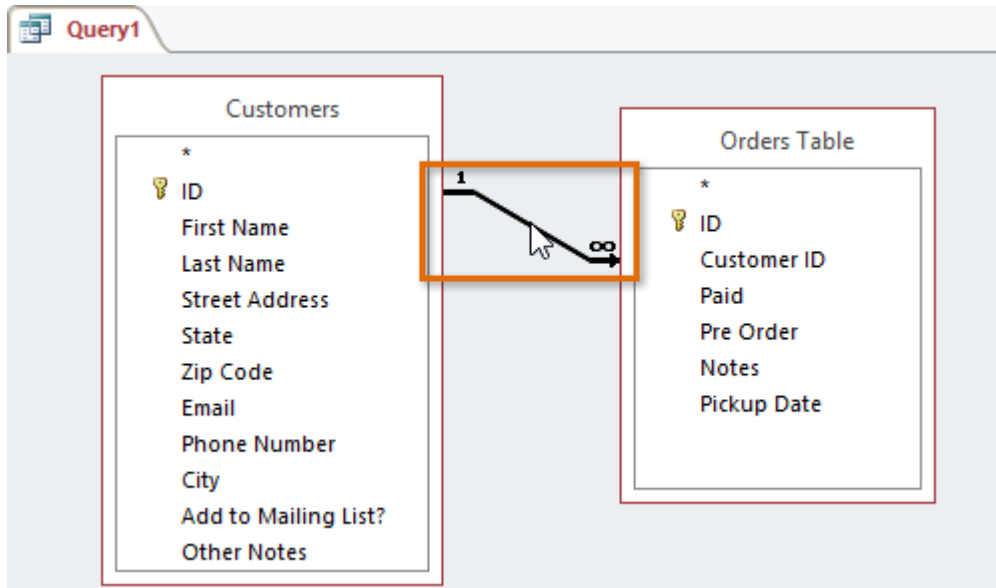 Query1
Customers
*
ID
First Name
Last Name
Street Address
State
Zip Code
Email
Phone Number
City
Add to Mailing List?
Other Notes
1
∞
Orders Table
*
ID
Customer ID
Paid
Pre Order
Notes
Pickup Date